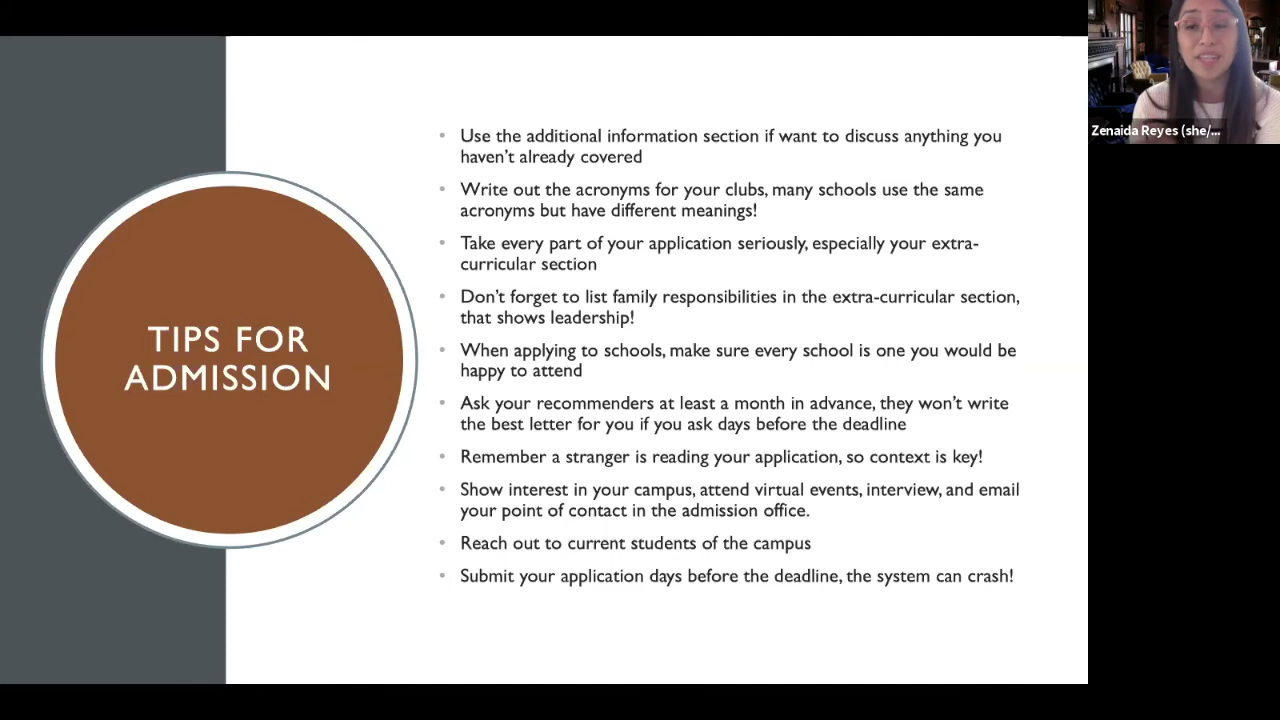 Zenaida Reyes (she/...
TIPS FOR
ADMISSION
• Use the additional information section if want to discuss anything you
haven't already covered
• Write out the acronyms for your clubs, many schools use the same
acronyms but have different meanings!
• Take every part of your application seriously, especially your extra-
curricular section
• Don't forget to list family responsibilities in the extra-curricular section,
that shows leadership!
• When applying to schools, make sure every school is one you would be
happy to attend
• Ask your recommenders at least a month in advance, they won't write
the best letter for you if you ask days before the deadline
• Remember a stranger is reading your application, so context is key!
• Show interest in your campus, attend virtual events, interview, and email
your point of contact in the admission office.
• Reach out to current students of the campus
• Submit your application days before the deadline, the system can crash!